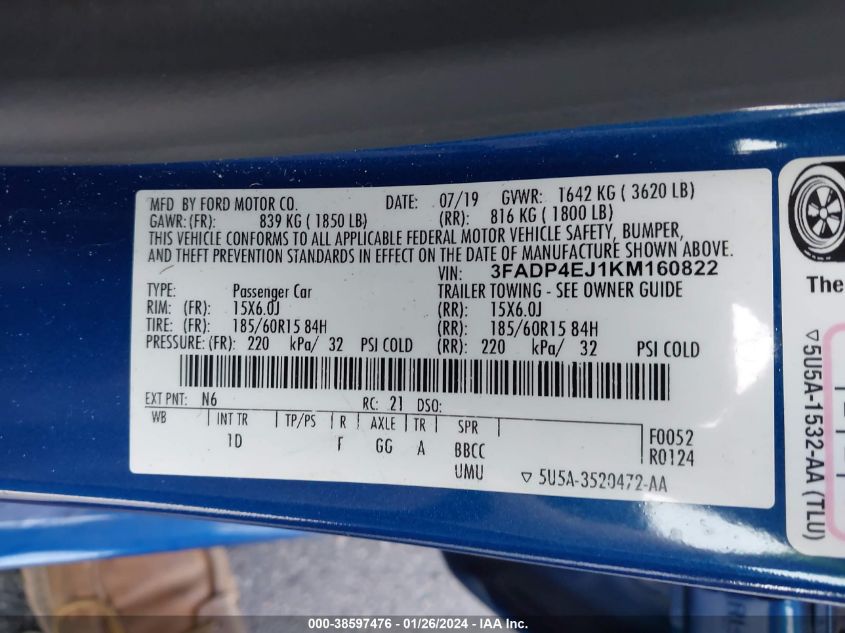 MFD BY FORD MOTOR CO. DATE: 07/19 GVWR: 1642 KG ( 3620 LB)
GAWR: (FR): 839 KG ( 1850 LB) (RR): 816 KG ( 1800 LB)
THIS VEHICLE CONFORMS TO ALL APPLICABLE FEDERAL MOTOR VEHICLE SAFETY, BUMPER,
AND THEFT PREVENTION STANDARDS IN EFFECT ON THE DATE OF MANUFACTURE SHOWN ABOVE.
VIN: 3FADP4EJ1KM160822
TYPE: Passenger Car TRAILER TOWING - SEE OWNER GUIDE
RIM: (FR): 15X6.0J (RR): 15X6.0J
TIRE: (FR): 185/60R15 84H (RR): 185/60R15 84H
PRESSURE: (FR): 220 kPa/ 32 PSI COLD (RR): 220 kPa/ 32 PSI COLD
EXT PNT: N6 RC: 21 DSO:
WB INT TR TP/PS R AXLE TR SPR
1D F GG A BBCC
UMU
F0052
R0124
▽ 5U5A-3520472-AA
The
▽5U5A-1532-AA (TLU)
000-38597476 - 01/26/2024 - IAA Inc.